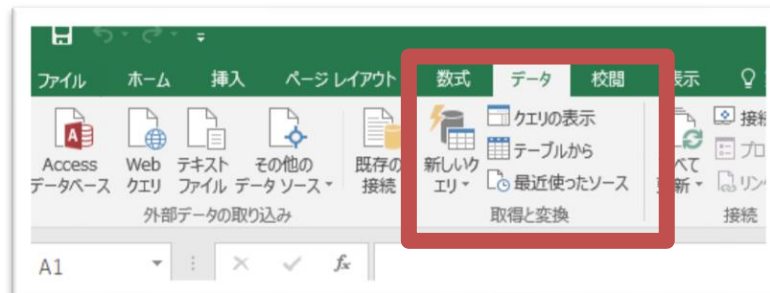 ファイル ホーム 挿入 ページ レイアウト 数式 データ 校閲 表示
Access
データベース
Web
クエリ
テキスト
ファイル
その他の
データ ソース
既存の
接続
外部データの取り込み
新しいク
エリ
クエリの表示
テーブルから
最近使ったソース
取得と変換
べて
新
接続
A1
fx